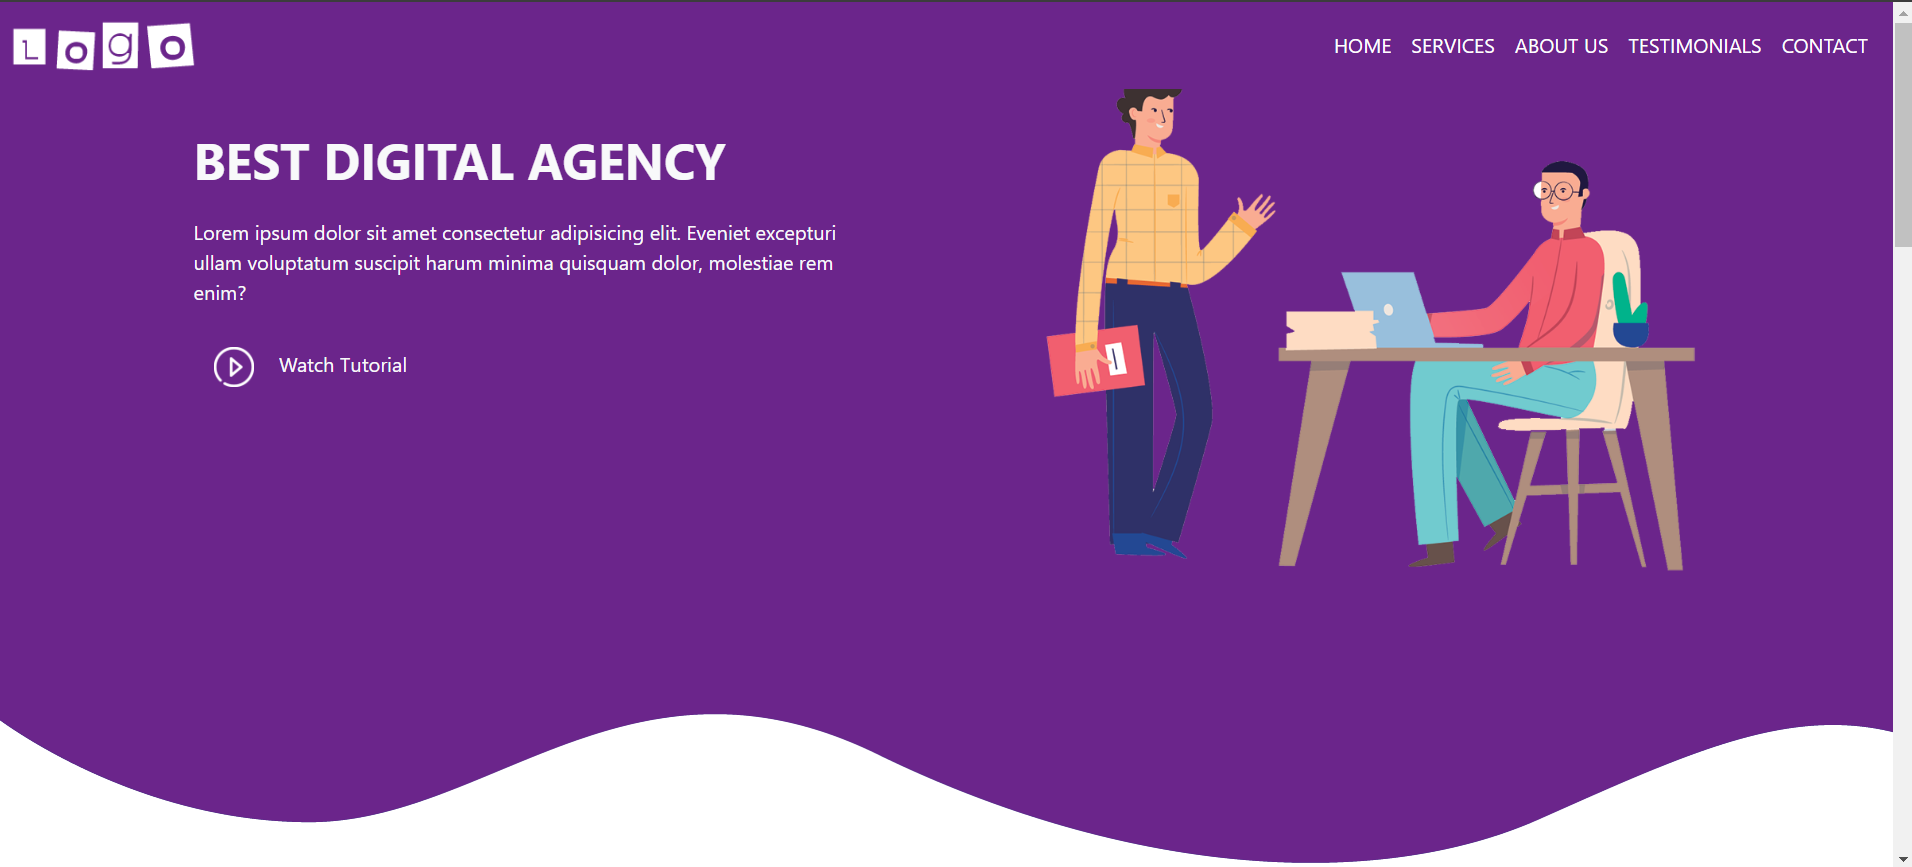 Logo
HOME SERVICES ABOUT US TESTIMONIALS CONTACT
BEST DIGITAL AGENCY
Lorem ipsum dolor sit amet consectetur adipisicing elit. Eveniet excepturi
ullam voluptatum suscipit harum minima quisquam dolor, molestiae rem
enim?
Watch Tutorial